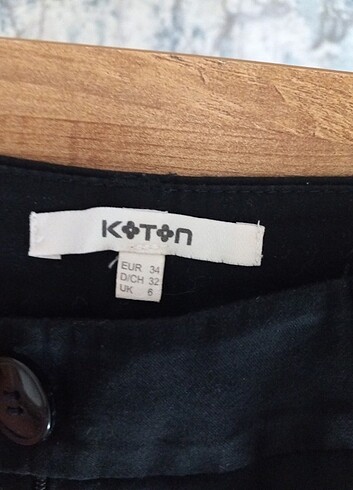 KOTON
EUR 34
D/CH 32
UK 6